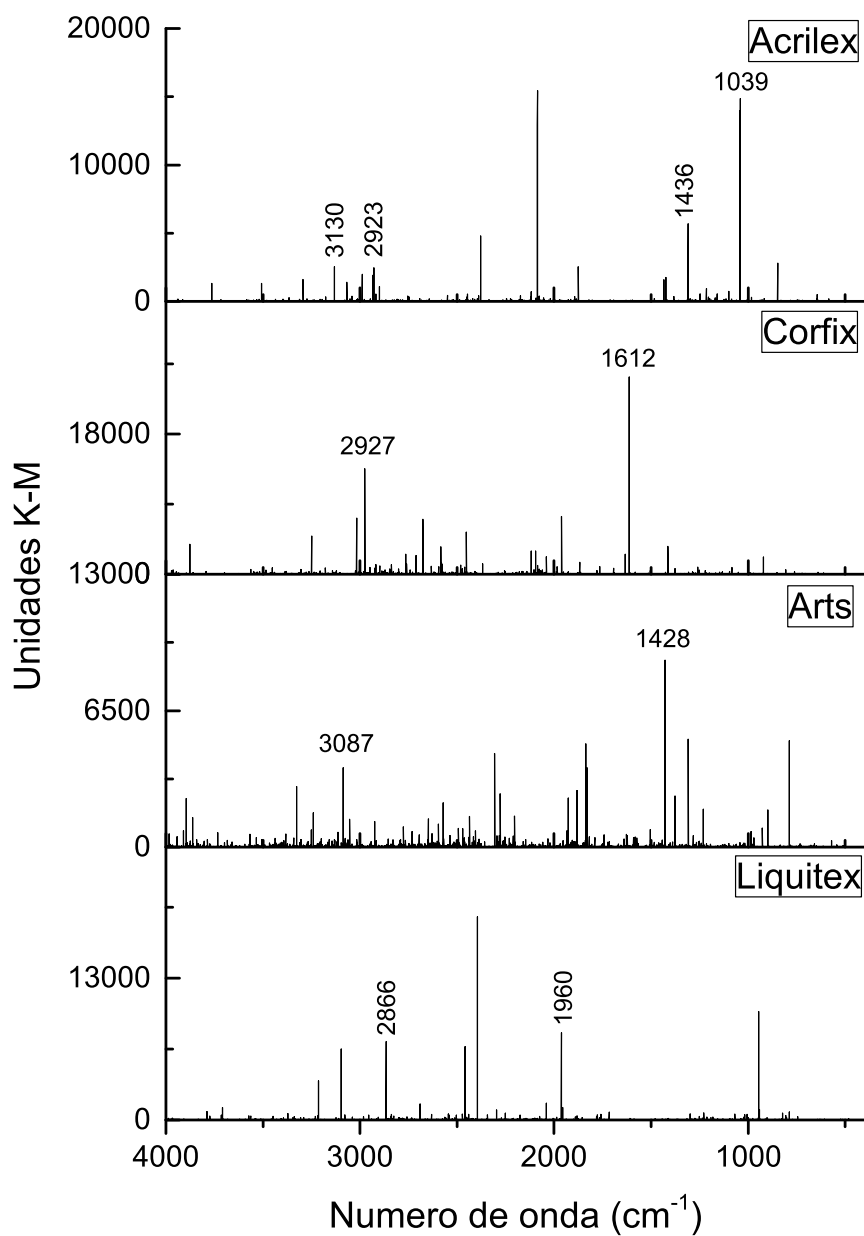 Unidades K-M
20000
Acrilex
1039
10000
1436
3130
2923
0
Corfix
1612
18000
2927
13000
Arts
1428
6500
3087
0
Liquitex
13000
2866
1960
0
4000 3000 2000 1000
Numero de onda (cm⁻¹)